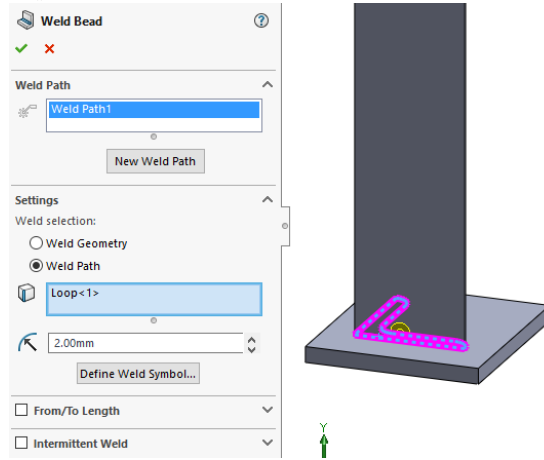 Weld Bead
?
Weld Path
Weld Path1
New Weld Path
Settings
Weld selection:
Weld Geometry
Weld Path
Loop<1>
2.00mm
Define Weld Symbol...
From/To Length
Intermittent Weld
Y